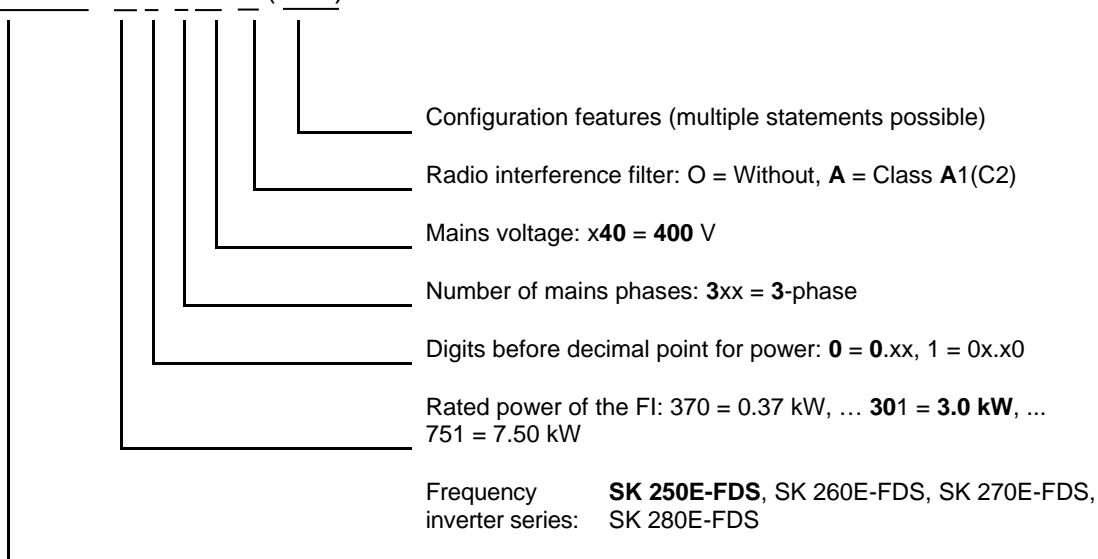 Configuration features (multiple statements possible)
Radio interference filter: O = Without, A = Class A1(C2)
Mains voltage: x40 = 400 V
Number of mains phases: 3xx = 3-phase
Digits before decimal point for power: 0 = 0.xx, 1 = 0x.x0
Rated power of the FI: 370 = 0.37 kW, … 301 = 3.0 kW, ...
751 = 7.50 kW
Frequency SK 250E-FDS, SK 260E-FDS, SK 270E-FDS,
inverter series: SK 280E-FDS